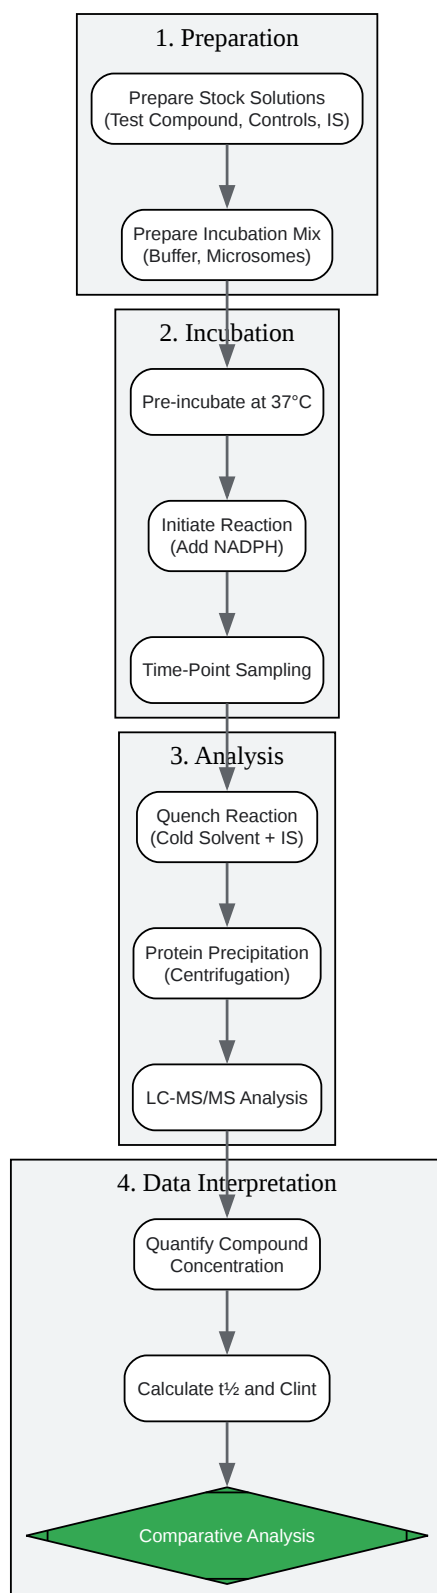 1. Preparation
Prepare Stock Solutions
(Test Compound, Controls, IS)
Prepare Incubation Mix
(Buffer, Microsomes)
2. Incubation
Pre-incubate at 37°C
Initiate Reaction
(Add NADPH)
Time-Point Sampling
3. Analysis
Quench Reaction
(Cold Solvent + IS)
Protein Precipitation
(Centrifugation)
LC-MS/MS Analysis
4. Data Interpretation
Quantify Compound
Concentration
Calculate t½ and Clint
Comparative Analysis